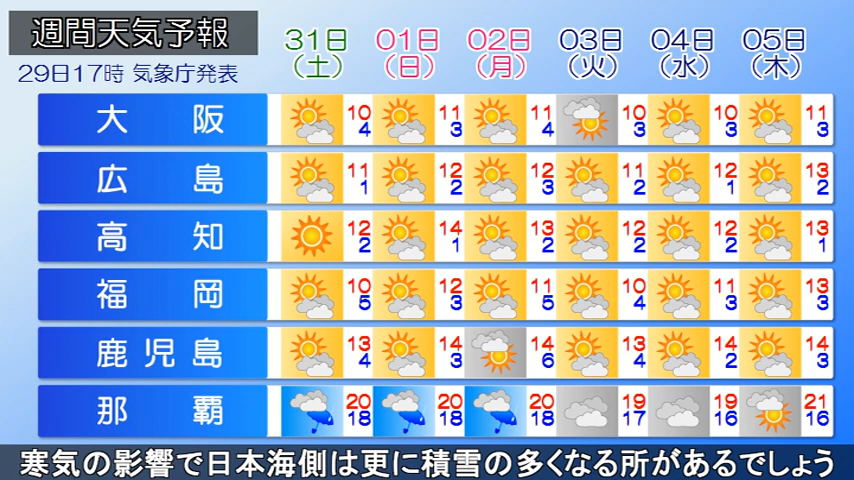 週間天気予報
29日17時 気象庁発表
31日 01日 02日 03日 04日 05日
(土) (日) (月) (火) (水) (木)
大阪 10 4 11 3 11 4 10 3 10 3 11 3
広島 11 1 12 2 12 3 11 2 12 1 13 2
高知 12 2 14 1 13 2 12 2 12 2 13 1
福岡 10 5 12 3 11 5 10 4 11 3 13 3
鹿児島 13 4 14 3 14 6 13 4 14 2 14 3
那覇 20 18 20 18 20 18 19 17 19 16 21 16
寒気の影響で日本海側は更に積雪の多くなる所があるでしょう